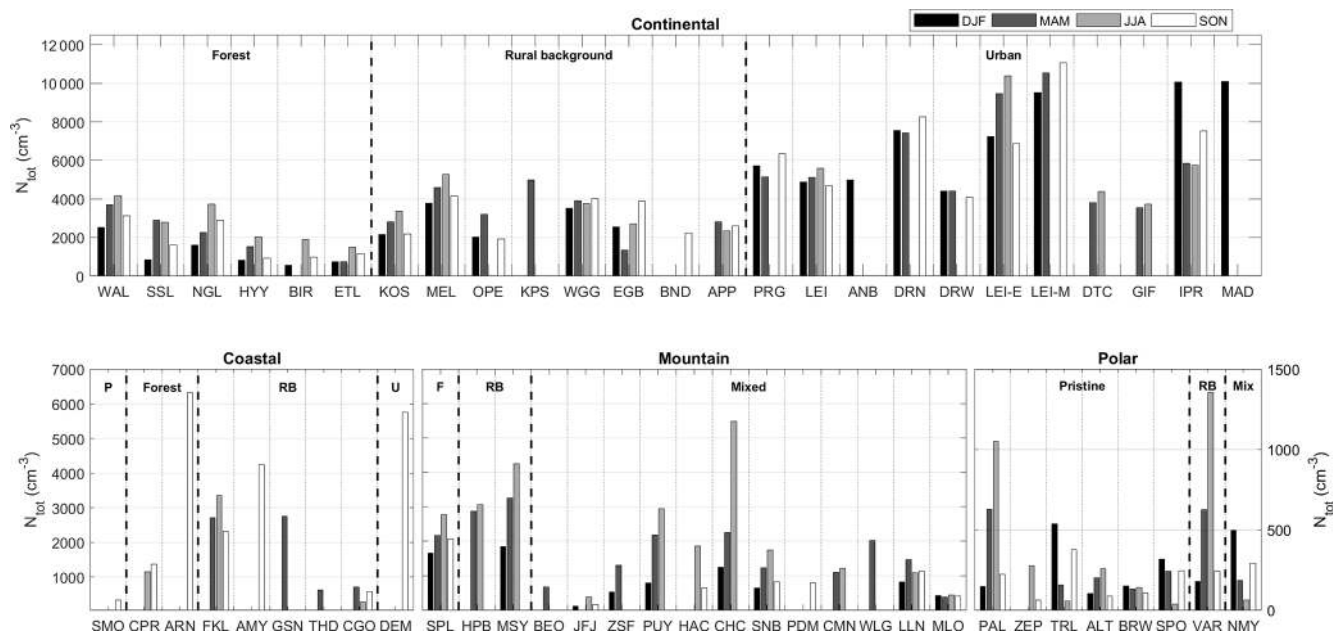 Continental
DJF MAM JJA SON
Forest Rural background Urban
12 000
10 000
8000
6000
4000
2000
0
N_tot (cm^-3)
WAL SSL NGL HYY BIR ETL KOS MEL OPE KPS WGG EGB BND APP PRG LEI ANB DRN DRW LEI-E LEI-M DTC GIF IPR MAD
Coastal Mountain Polar
P Forest RB U F RB Mixed Pristine RB Mix
7000
6000
5000
4000
3000
2000
1000
N_tot (cm^-3)
1500
1000
500
0
N_tot (cm^-3)
SMO CPR ARN FKL AMY GSN THD CGO DEM SPL HPB MSY BEO JFJ ZSF PUY HAC CHC SNB PDM CMN WLG LLN MLO PAL ZEP TRL ALT BRW SPO VAR NMY